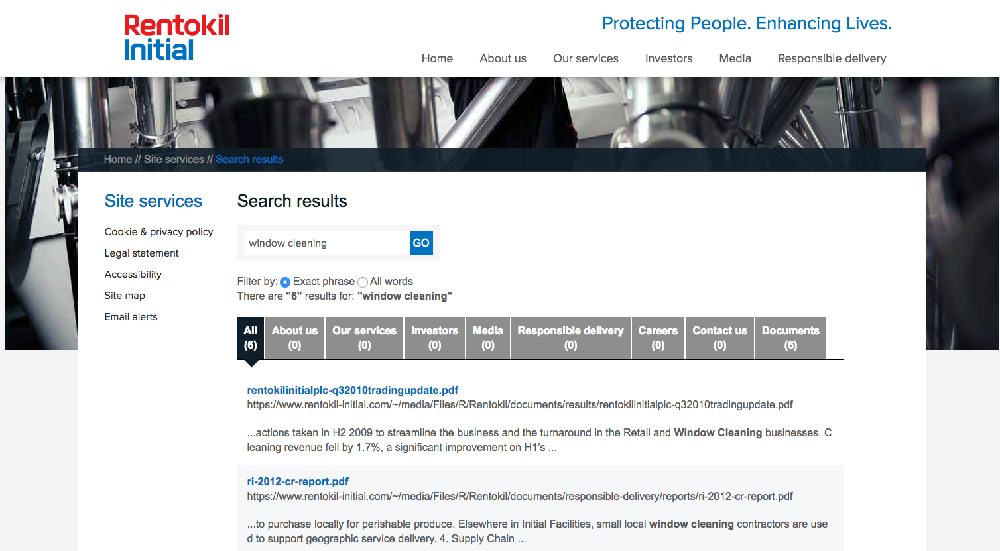 Rentokil
Initial
Protecting People. Enhancing Lives.
Home About us Our services Investors Media Responsible delivery
Home // Site services // Search results
Site services
Cookie & privacy policy
Legal statement
Accessibility
Site map
Email alerts
Search results
window cleaning GO
Filter by: Exact phrase All words
There are "6" results for: "window cleaning"
All (6)
About us (0)
Our services (0)
Investors (0)
Media (0)
Responsible delivery (0)
Careers (0)
Contact us (0)
Documents (6)
rentokilinitialplc-q32010tradingupdate.pdf
https://www.rentokil-initial.com/~/media/Files/R/Rentokil/documents/results/rentokilinitialplc-q32010tradingupdate.pdf
...actions taken in H2 2009 to streamline the business and the turnaround in the Retail and Window Cleaning businesses. C
leaning revenue fell by 1.7%, a significant improvement on H1's ...
ri-2012-cr-report.pdf
https://www.rentokil-initial.com/~/media/Files/R/Rentokil/documents/responsible-delivery/reports/ri-2012-cr-report.pdf
...to purchase locally for perishable produce. Elsewhere in Initial Facilities, small local window cleaning contractors are use
d to support geographic service delivery. 4. Supply Chain ...